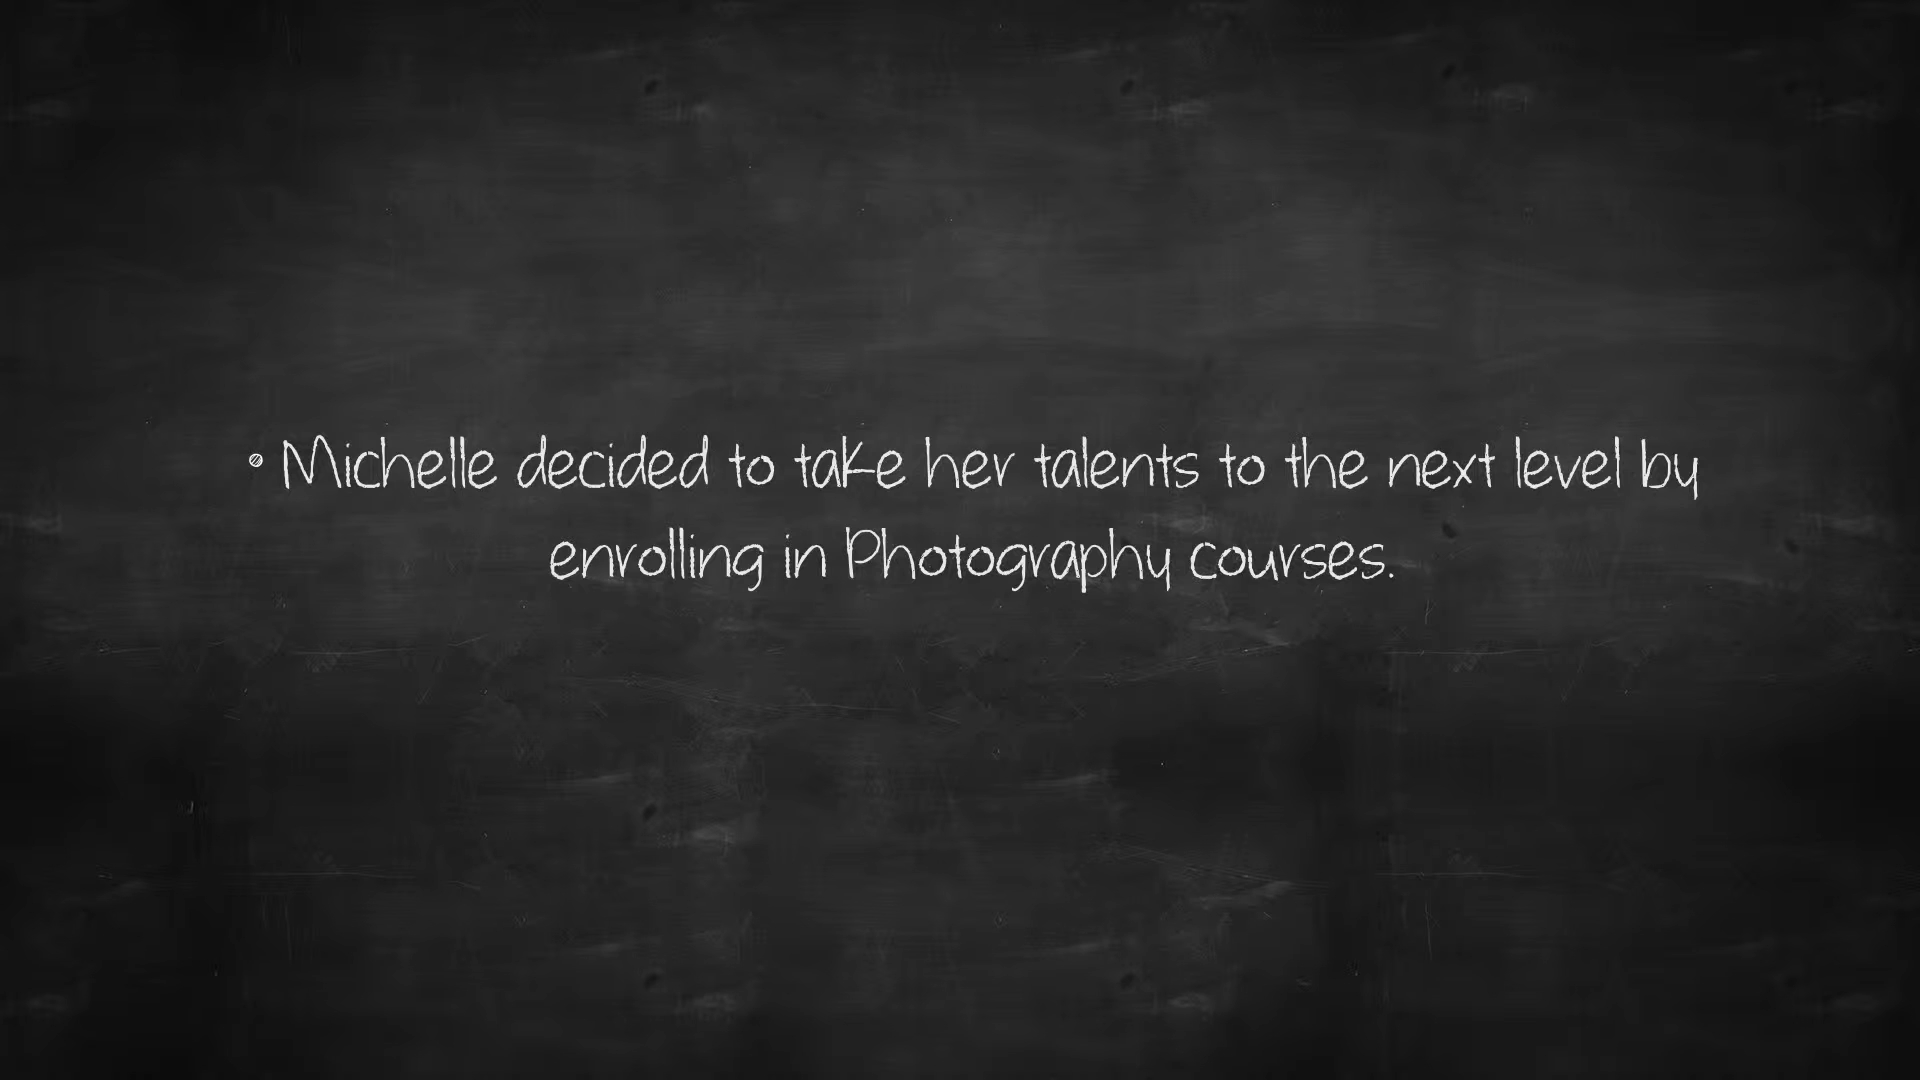 • Michelle decided to take her talents to the next level by
enrolling in Photography courses.